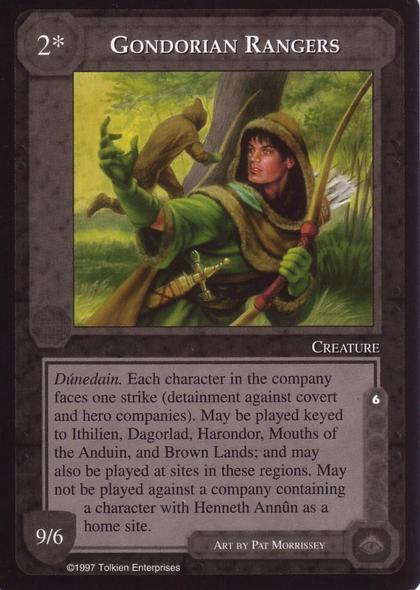 2*
GONDORIAN RANGERS
CREATURE
Dúnedain. Each character in the company
faces one strike (detainment against covert
and hero companies). May be played keyed
to Ithilien, Dagorlad, Harondor, Mouths of
the Anduin, and Brown Lands; and may
also be played at sites in these regions. May
not be played against a company containing
a character with Henneth Annûn as a
home site.
6
9/6
ART BY PAT MORRISSEY
©1997 Tolkien Enterprises